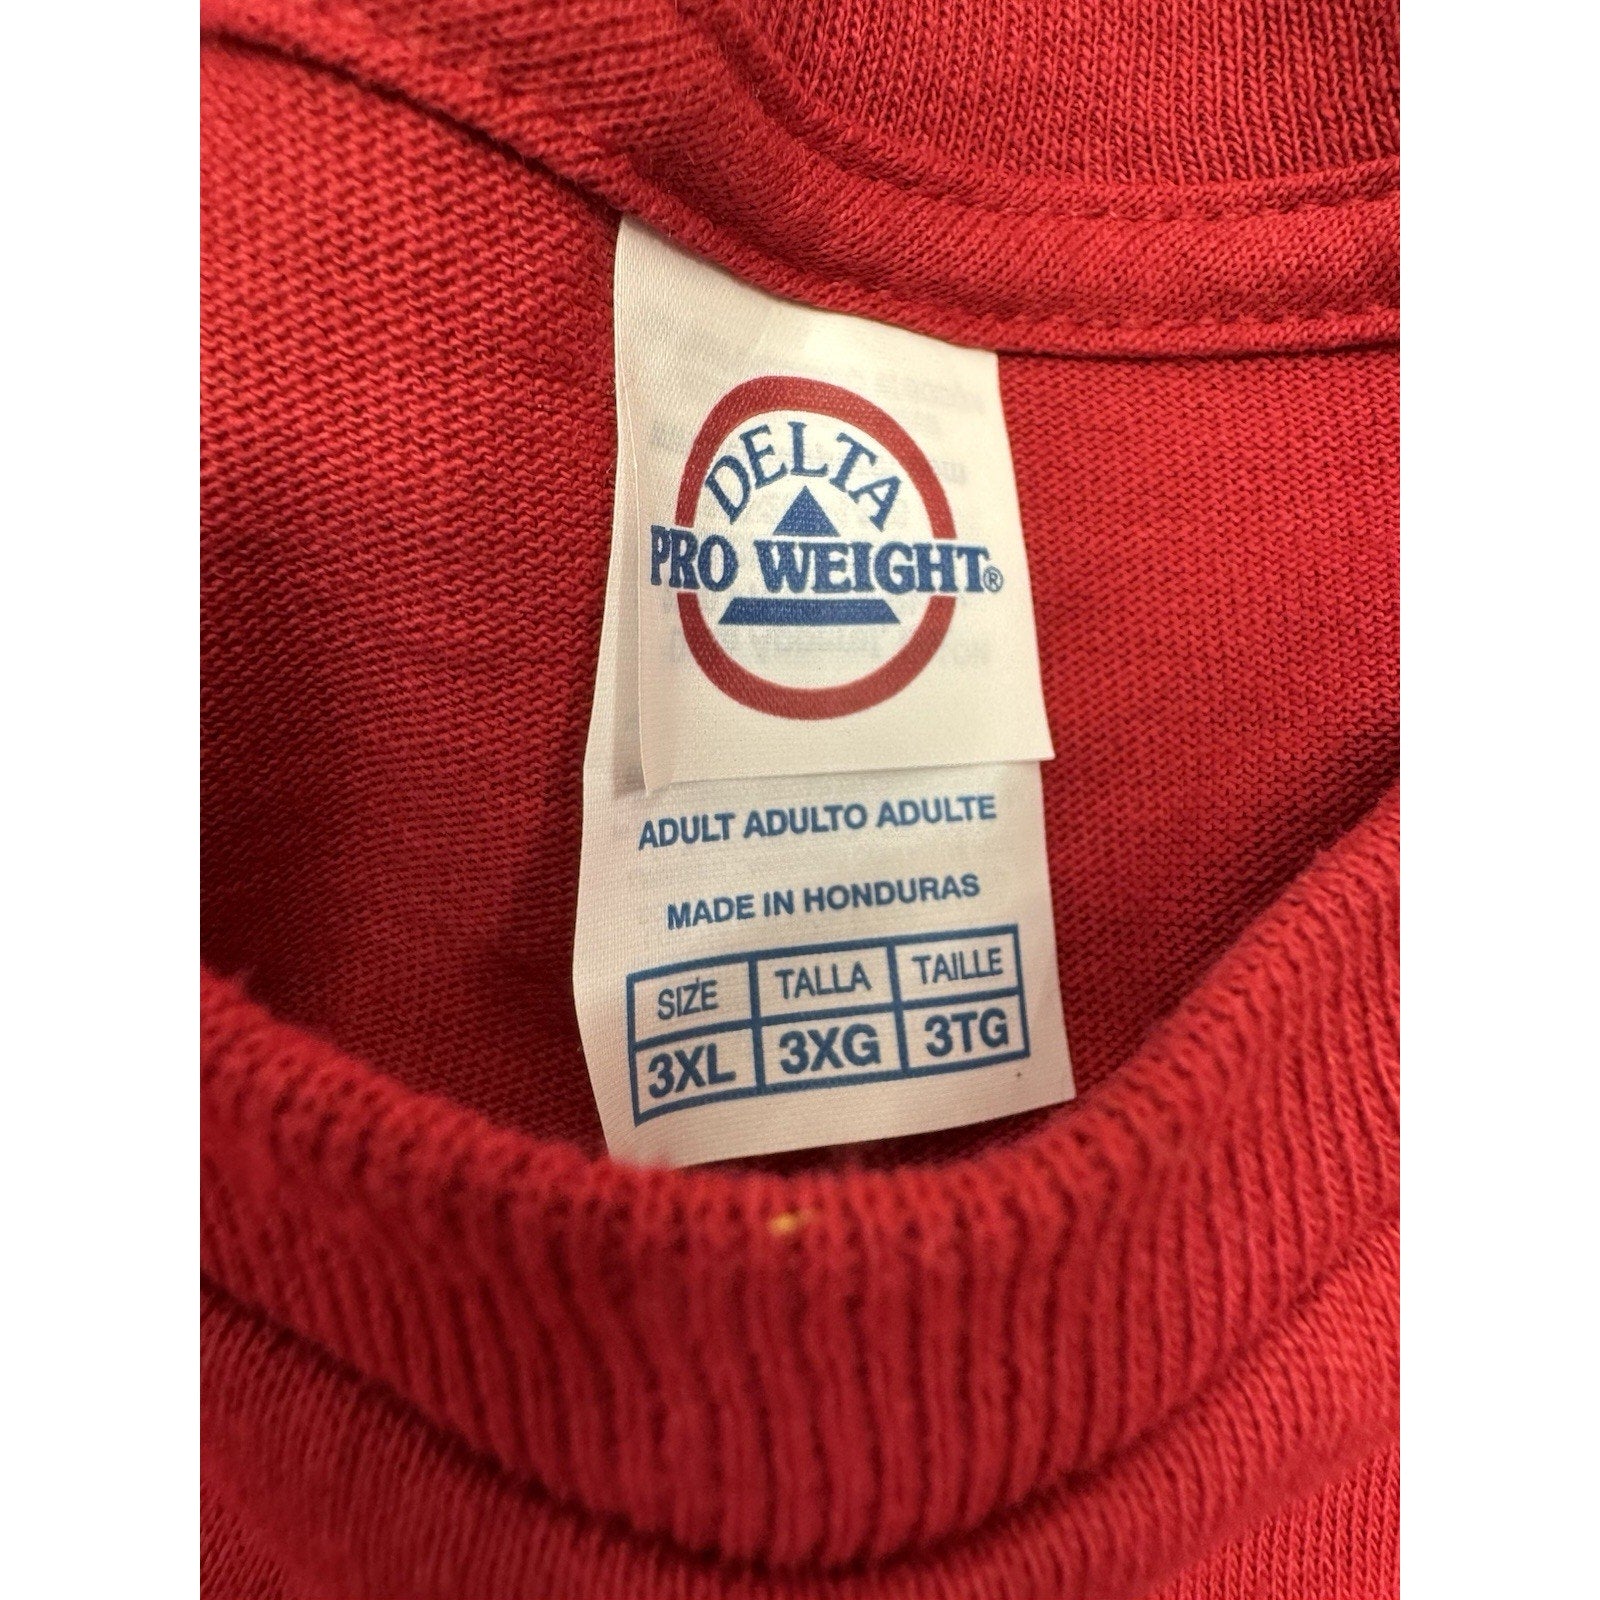 DELTA
PRO WEIGHT®
ADULT ADULTO ADULTE
MADE IN HONDURAS
SIZE TALLA TAILLE
3XL 3XG 3TG